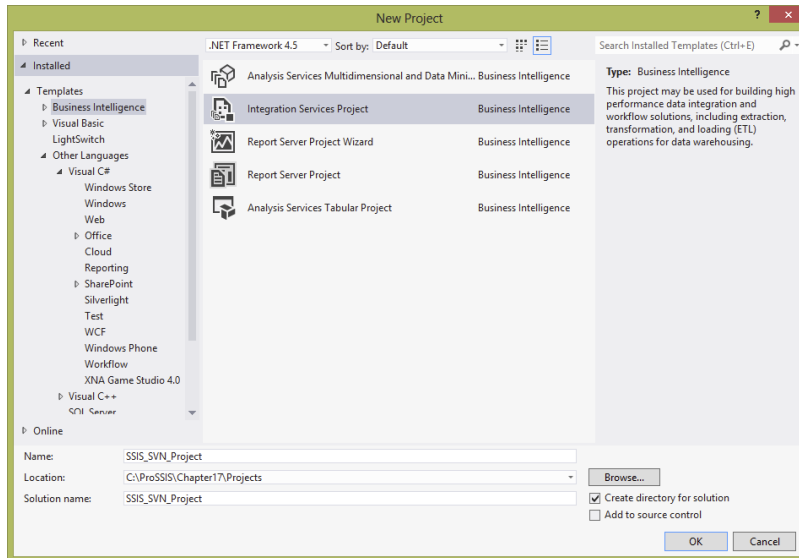 New Project
?
×
Recent
Installed
Templates
Business Intelligence
Visual Basic
LightSwitch
Other Languages
Visual C#
Windows Store
Windows
Web
Office
Cloud
Reporting
SharePoint
Silverlight
Test
WCF
Windows Phone
Workflow
XNA Game Studio 4.0
Visual C++
SQL Server
Online
.NET Framework 4.5
Sort by: Default
Analysis Services Multidimensional and Data Mini... Business Intelligence
Integration Services Project Business Intelligence
Report Server Project Wizard Business Intelligence
Report Server Project Business Intelligence
Analysis Services Tabular Project Business Intelligence
Search Installed Templates (Ctrl+E)
Type: Business Intelligence
This project may be used for building high
performance data integration and
workflow solutions, including extraction,
transformation, and loading (ETL)
operations for data warehousing.
Name: SSIS_SVN_Project
Location: C:\ProSSIS\Chapter17\Projects
Browse...
Solution name: SSIS_SVN_Project
Create directory for solution
Add to source control
OK
Cancel